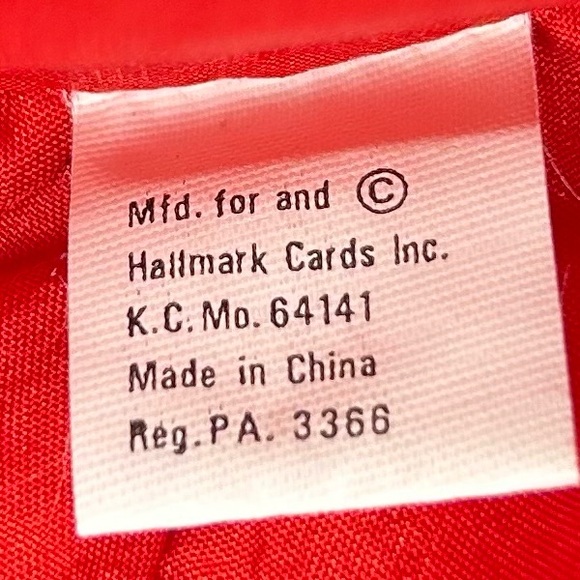 Mfd. for and ©
Hallmark Cards Inc.
K.C. Mo. 64141
Made in China
Reg. PA. 3366